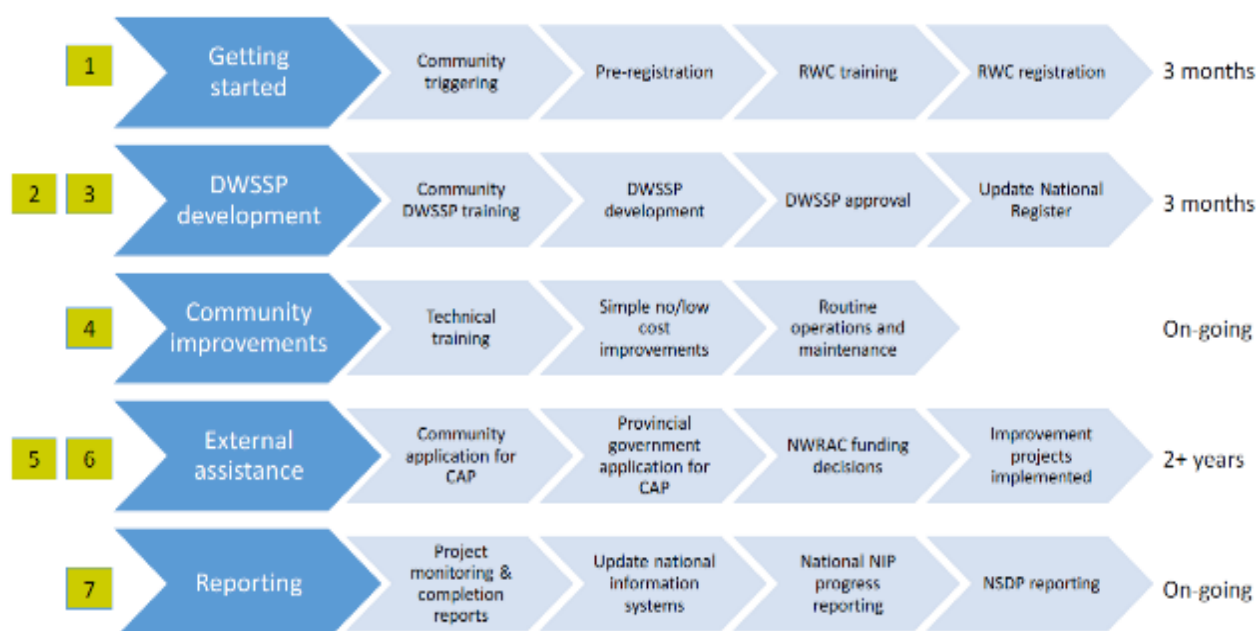 1
Getting
started
Community
triggering
Pre-registration
RWC training
RWC registration
3 months
2
3
DWSSP
development
Community
DWSSP training
DWSSP
development
DWSSP approval
Update National
Register
3 months
4
Community
improvements
Technical
training
Simple no/low
cost
improvements
Routine
operations and
maintenance
On-going
5
6
External
assistance
Community
application for
CAP
Provincial
government
application for
CAP
NWRAC funding
decisions
Improvement
projects
implemented
2+ years
7
Reporting
Project
monitoring &
completion
reports
Update national
information
systems
National NIP
progress
reporting
NSDP reporting
On-going